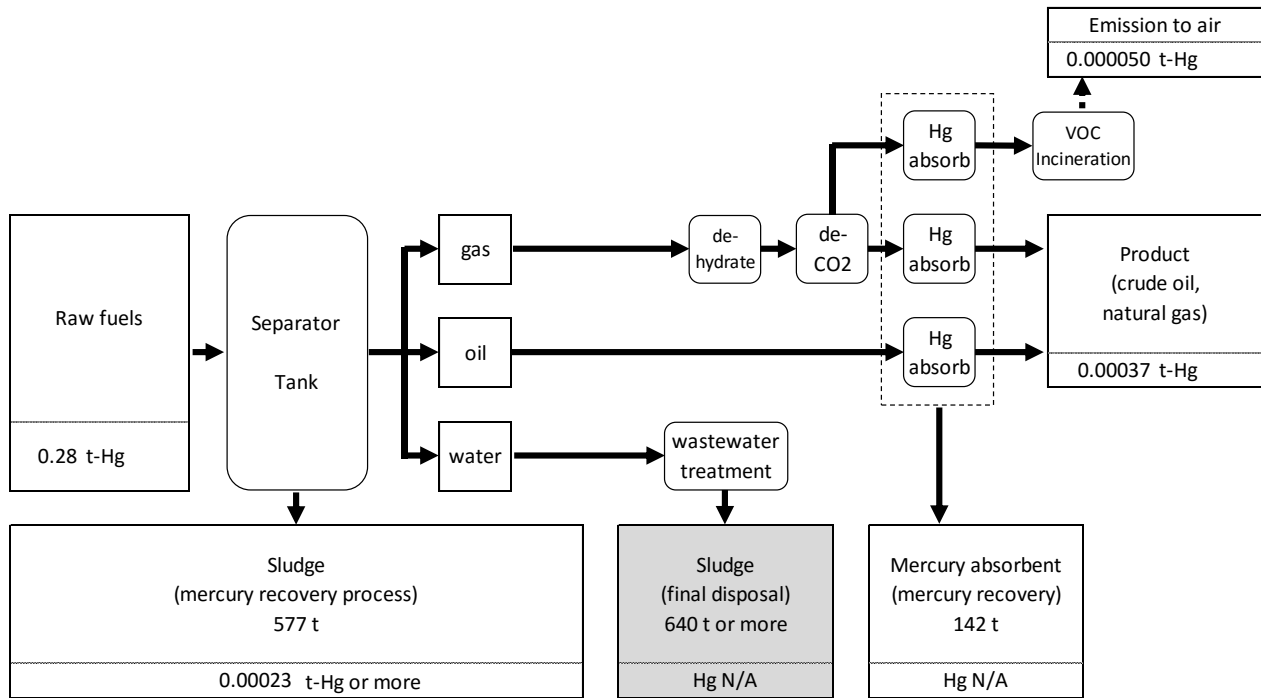 Emission to air
0.000050 t-Hg
Hg
absorb
VOC
Incineration
Raw fuels
0.28 t-Hg
Separator
Tank
gas
de-
hydrate
de-
CO2
Hg
absorb
Product
(crude oil,
natural gas)
0.00037 t-Hg
oil
Hg
absorb
water
wastewater
treatment
Sludge
(mercury recovery process)
577 t
0.00023 t-Hg or more
Sludge
(final disposal)
640 t or more
Hg N/A
Mercury absorbent
(mercury recovery)
142 t
Hg N/A